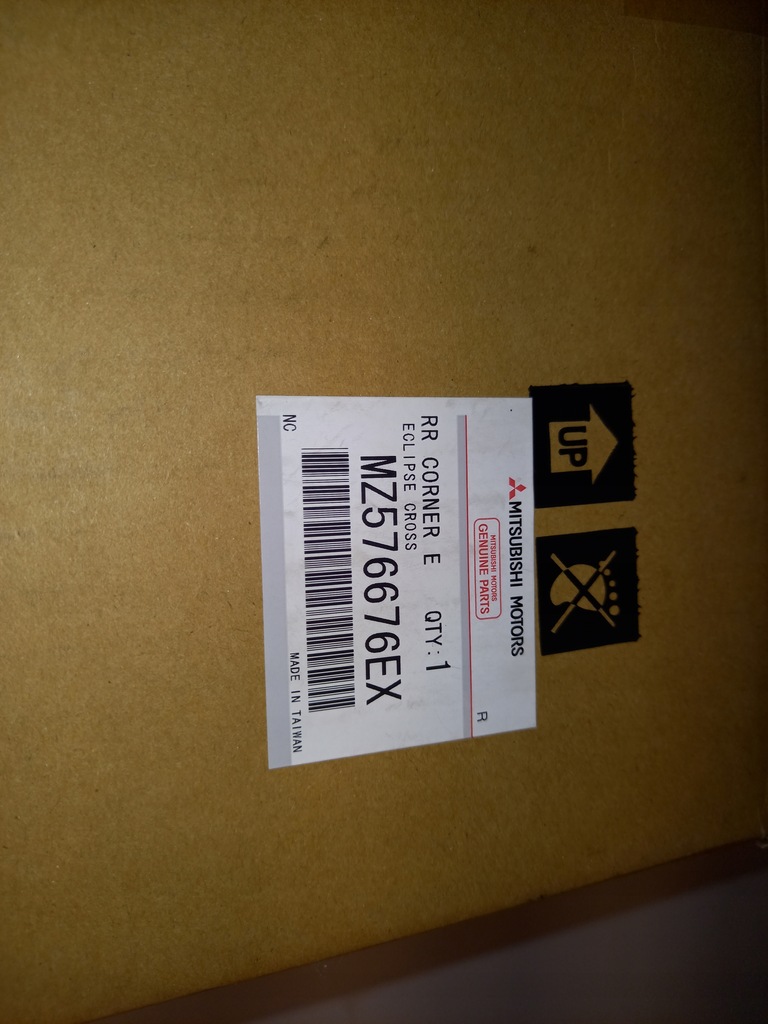 UP
MITSUBISHI MOTORS
MITSUBISHI MOTORS
GENUINE PARTS
R
RR CORNER E QTY:1
ECLIPSE CROSS
MZ576676EX
NC
MADE IN TAIWAN